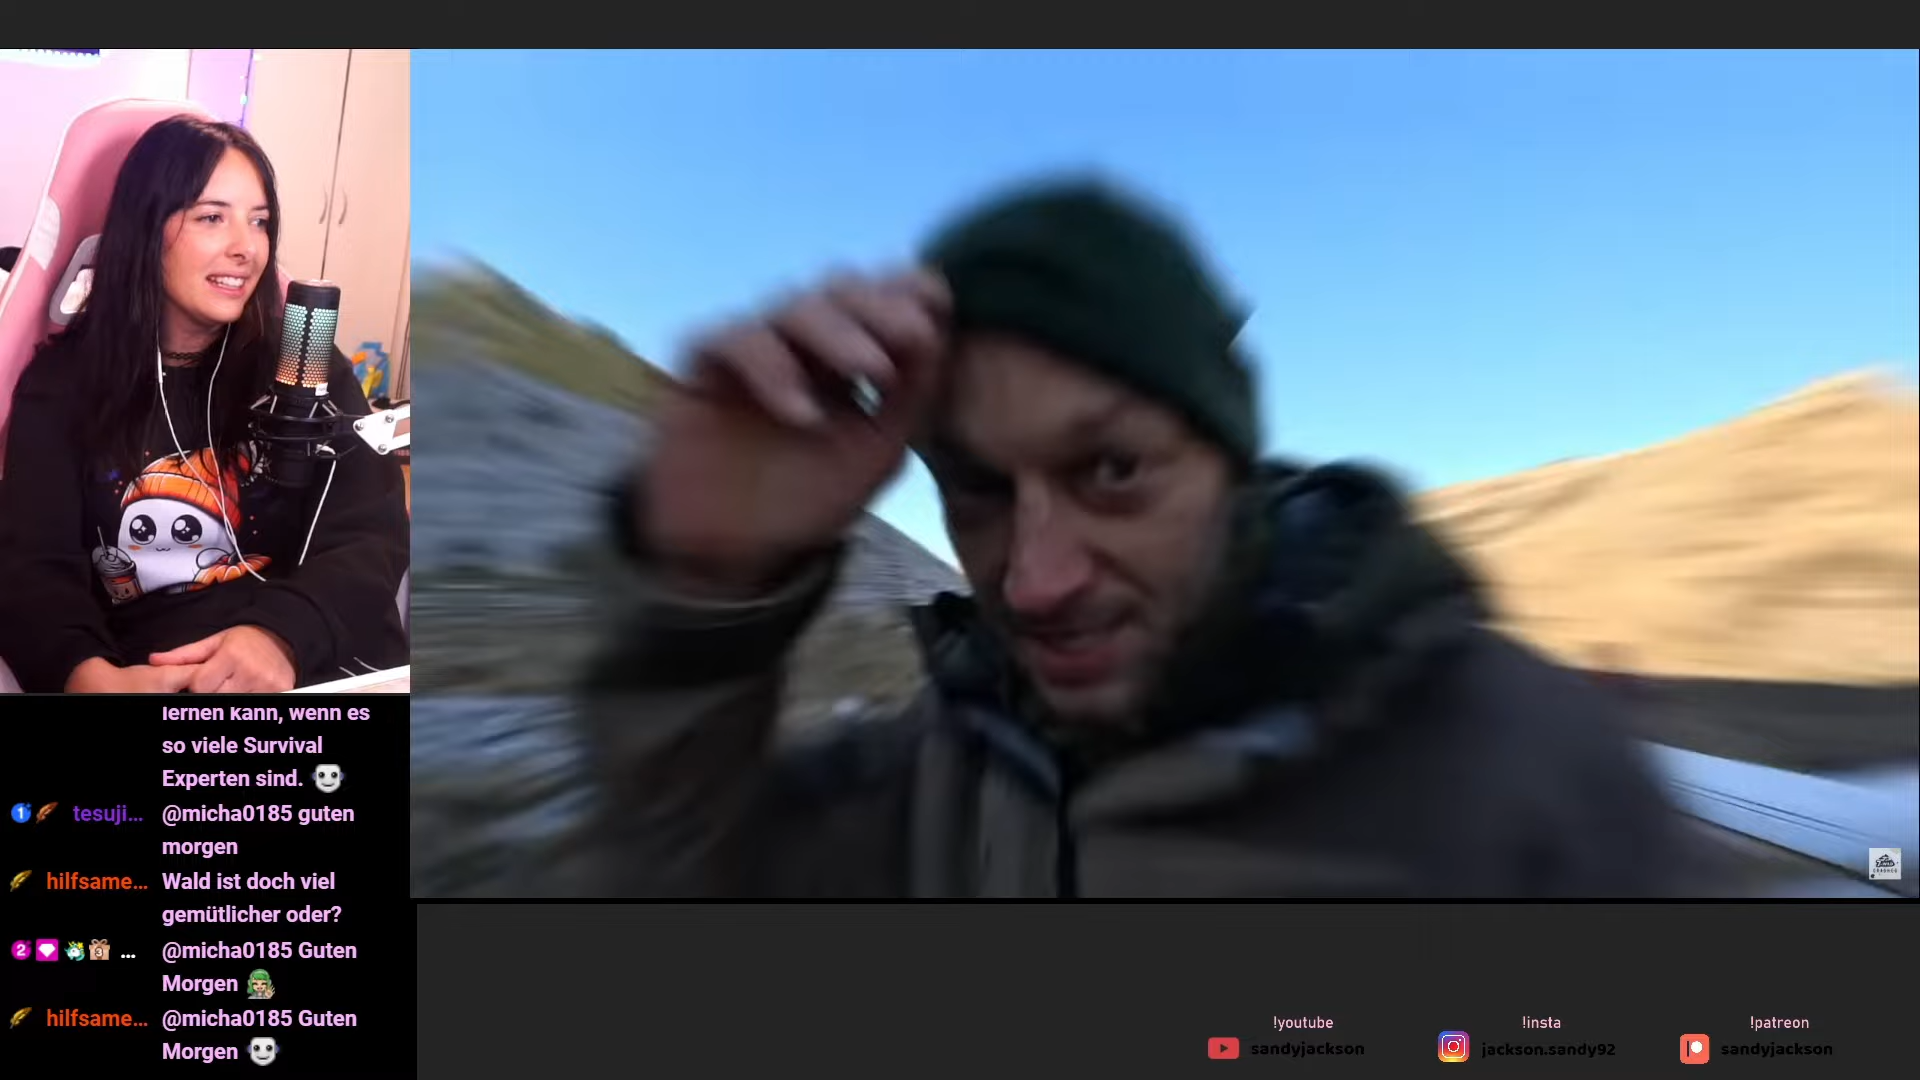 lernen kann, wenn es
so viele Survival
Experten sind.
tesuji... @micha0185 guten
morgen
hilfsame... Wald ist doch viel
gemütlicher oder?
... @micha0185 Guten
Morgen
hilfsame... @micha0185 Guten
Morgen
!youtube
sandyjackson
!insta
jackson.sandy92
!patreon
sandyjackson